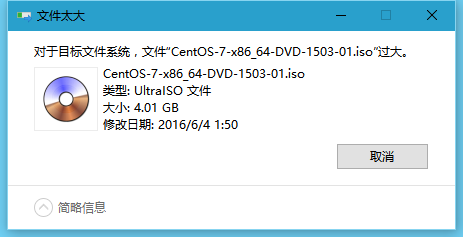 文件太大
对于目标文件系统，文件"CentOS-7-x86_64-DVD-1503-01.iso"过大。
CentOS-7-x86_64-DVD-1503-01.iso
类型: UltraISO 文件
大小: 4.01 GB
修改日期: 2016/6/4 1:50
取消
简略信息